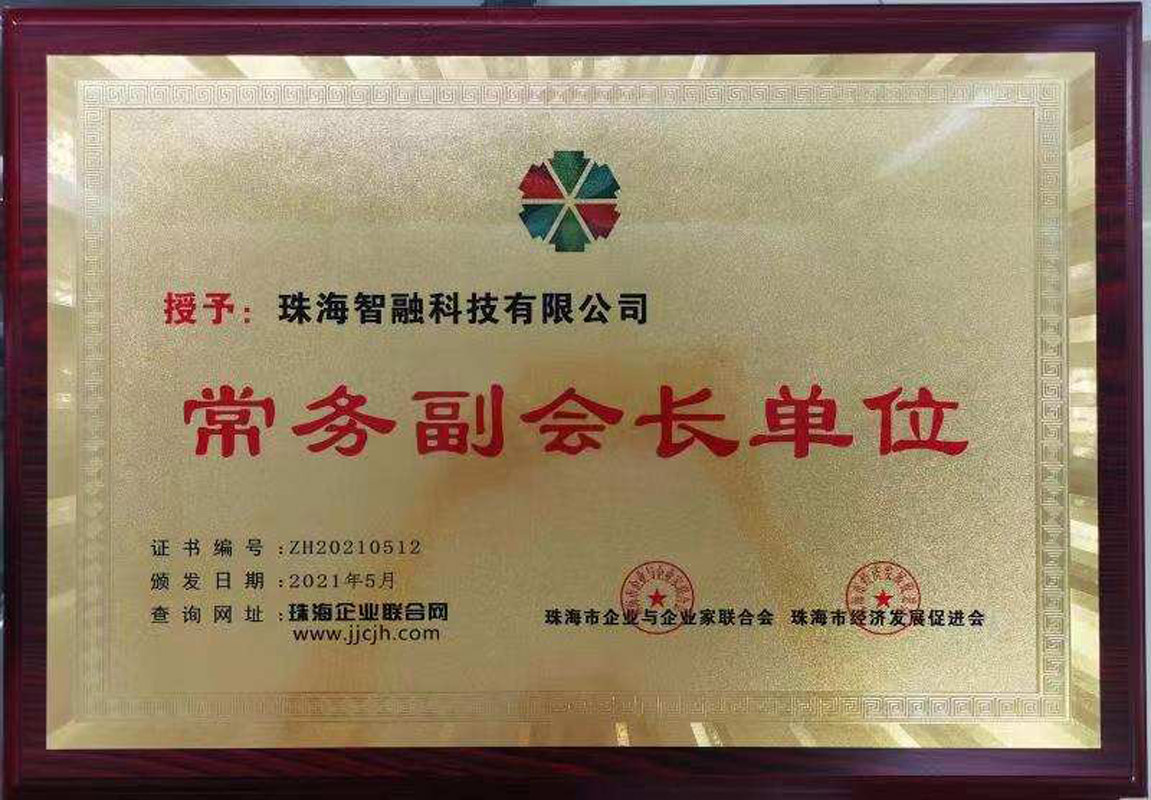 授予：珠海智融科技有限公司
常务副会长单位
证书编号:ZH20210512
颁发日期:2021年5月
查询网址:珠海企业联合网
www.jjcjh.com
珠海市企业与企业家联合会 珠海市经济发展促进会